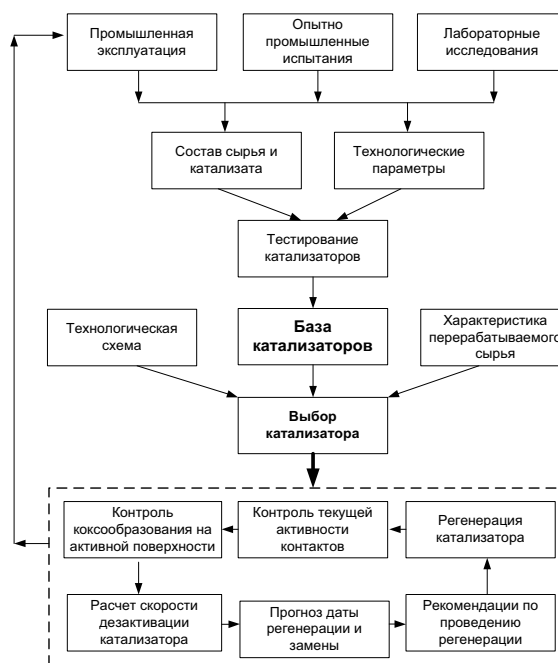 Промышленная
эксплуатация
Опытно
промышленные
испытания
Лабораторные
исследования
Состав сырья и
катализата
Технологические
параметры
Тестирование
катализаторов
Технологическая
схема
База
катализаторов
Характеристика
перерабатываемого
сырья
Выбор
катализатора
Контроль
коксообразования на
активной поверхности
Контроль текущей
активности
контактов
Регенерация
катализатора
Расчет скорости
дезактивации
катализатора
Прогноз даты
регенерации и
замены
Рекомендации по
проведению
регенерации